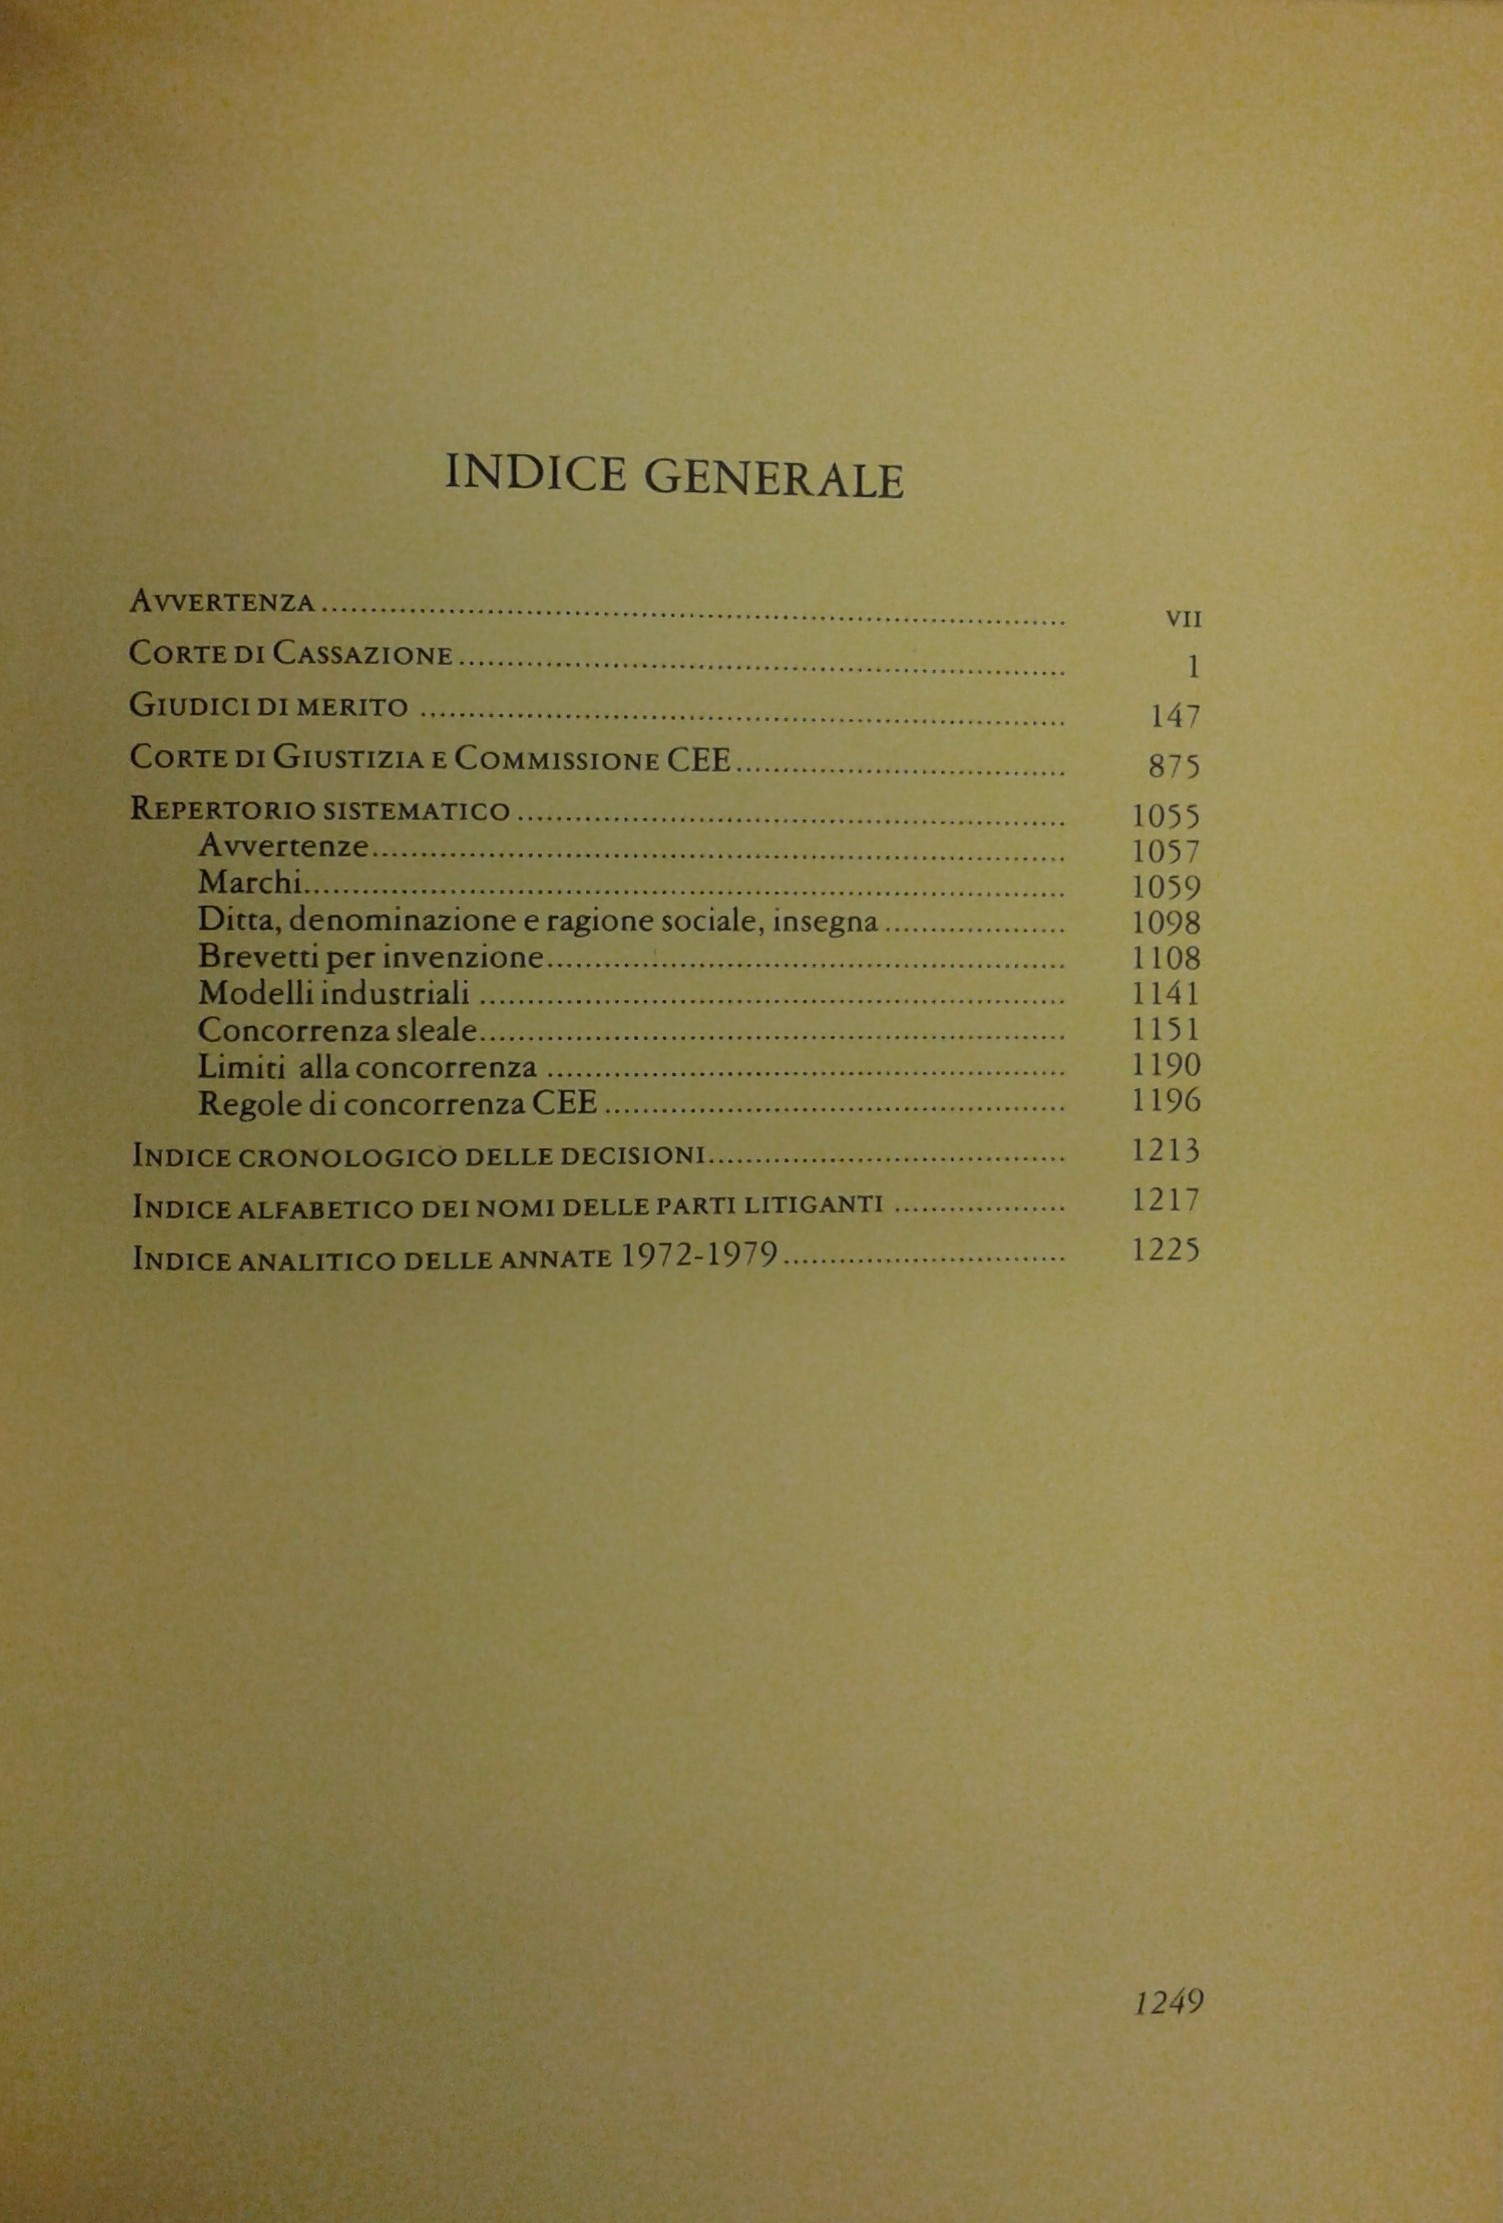 INDICE GENERALE
AVVERTENZA........................................ VII
CORTE DI CASSAZIONE........................................ 1
GIUDICI DI MERITO ........................................ 147
CORTE DI GIUSTIZIA E COMMISSIONE CEE........................................ 875
REPERTORIO SISTEMATICO ........................................ 1055
Avvertenze........................................ 1057
Marchi........................................ 1059
Ditta, denominazione e ragione sociale, insegna.................... 1098
Brevetti per invenzione........................................ 1108
Modelli industriali ........................................ 1141
Concorrenza sleale........................................ 1151
Limiti alla concorrenza ........................................ 1190
Regole di concorrenza CEE ........................................ 1196
INDICE CRONOLOGICO DELLE DECISIONI........................................ 1213
INDICE ALFABETICO DEI NOMI DELLE PARTI LITIGANTI .................... 1217
INDICE ANALITICO DELLE ANNATE 1972-1979.............................. 1225
1249